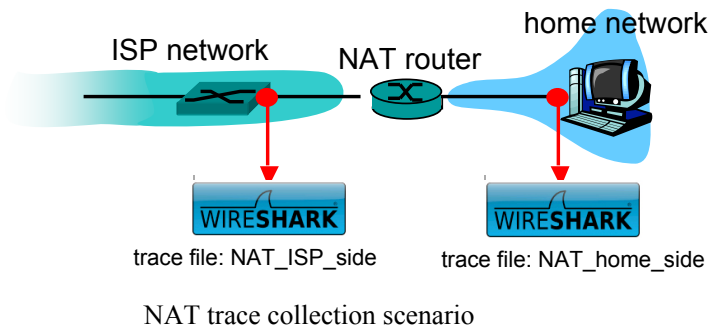 home network
ISP network
NAT router
WIRESHARK
WIRESHARK
trace file: NAT_ISP_side
trace file: NAT_home_side
NAT trace collection scenario